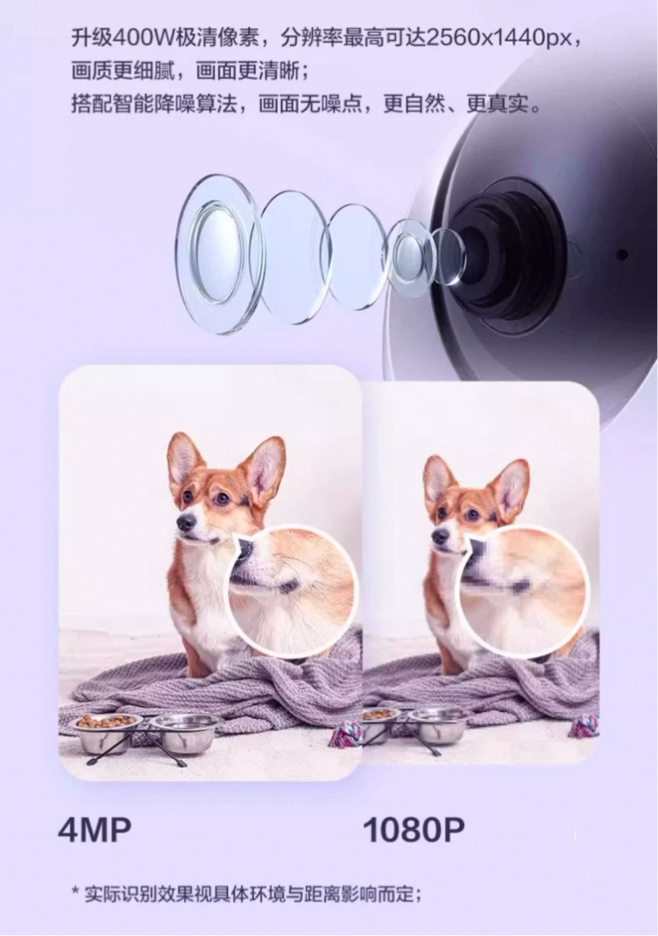 升级400W极清像素，分辨率最高可达2560x1440px，
画质更细腻，画面更清晰；
搭配智能降噪算法，画面无噪点，更自然、更真实。
4MP
1080P
* 实际识别效果视具体环境与距离影响而定；